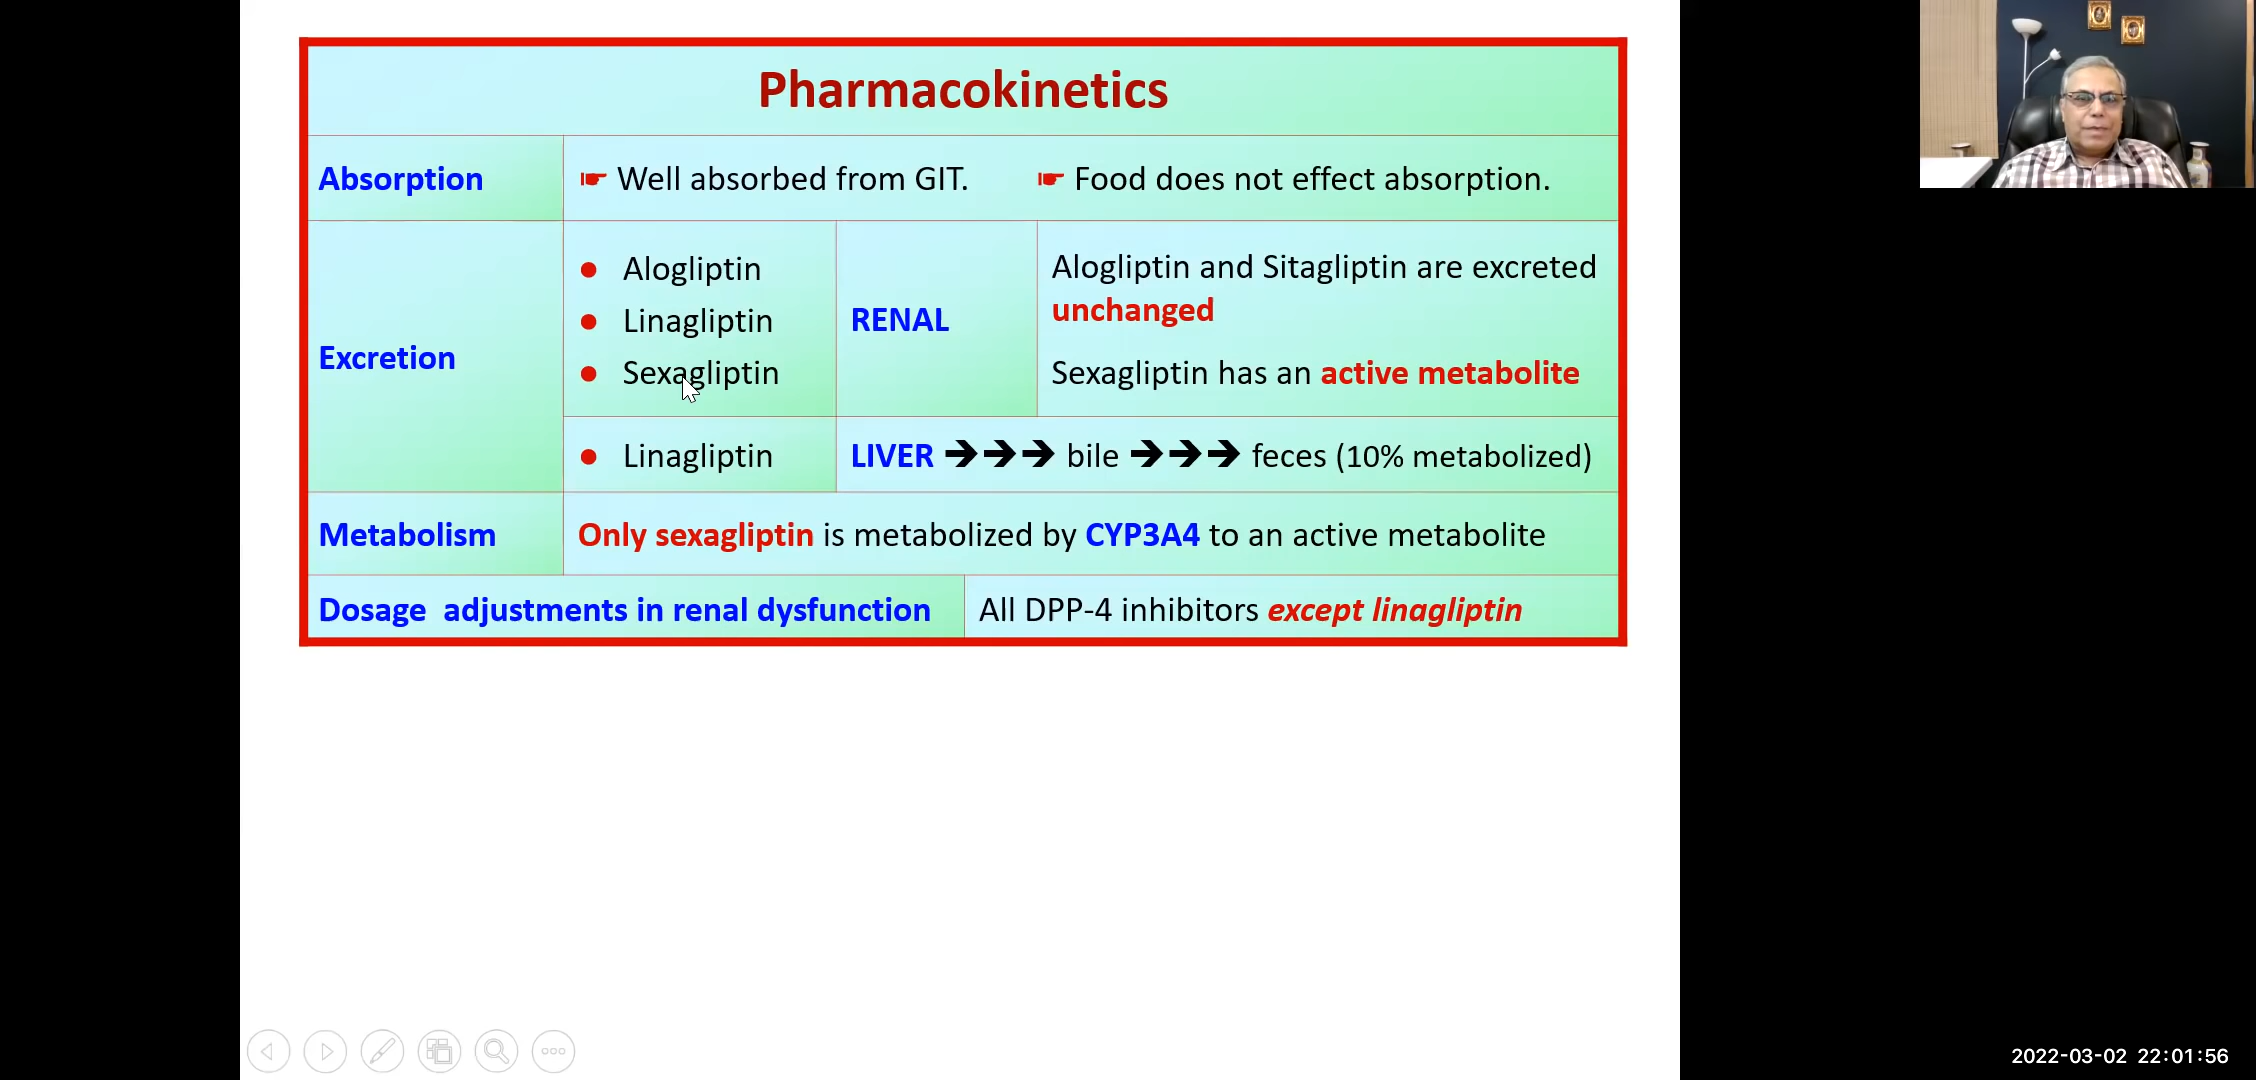 Pharmacokinetics
Absorption
☛ Well absorbed from GIT. ☛ Food does not effect absorption.
Excretion
● Alogliptin
● Linagliptin
● Sexagliptin
RENAL
Alogliptin and Sitagliptin are excreted
unchanged
Sexagliptin has an active metabolite
● Linagliptin
LIVER ➔➔➔ bile ➔➔➔ feces (10% metabolized)
Metabolism
Only sexagliptin is metabolized by CYP3A4 to an active metabolite
Dosage adjustments in renal dysfunction
All DPP-4 inhibitors except linagliptin
2022-03-02 22:01:56